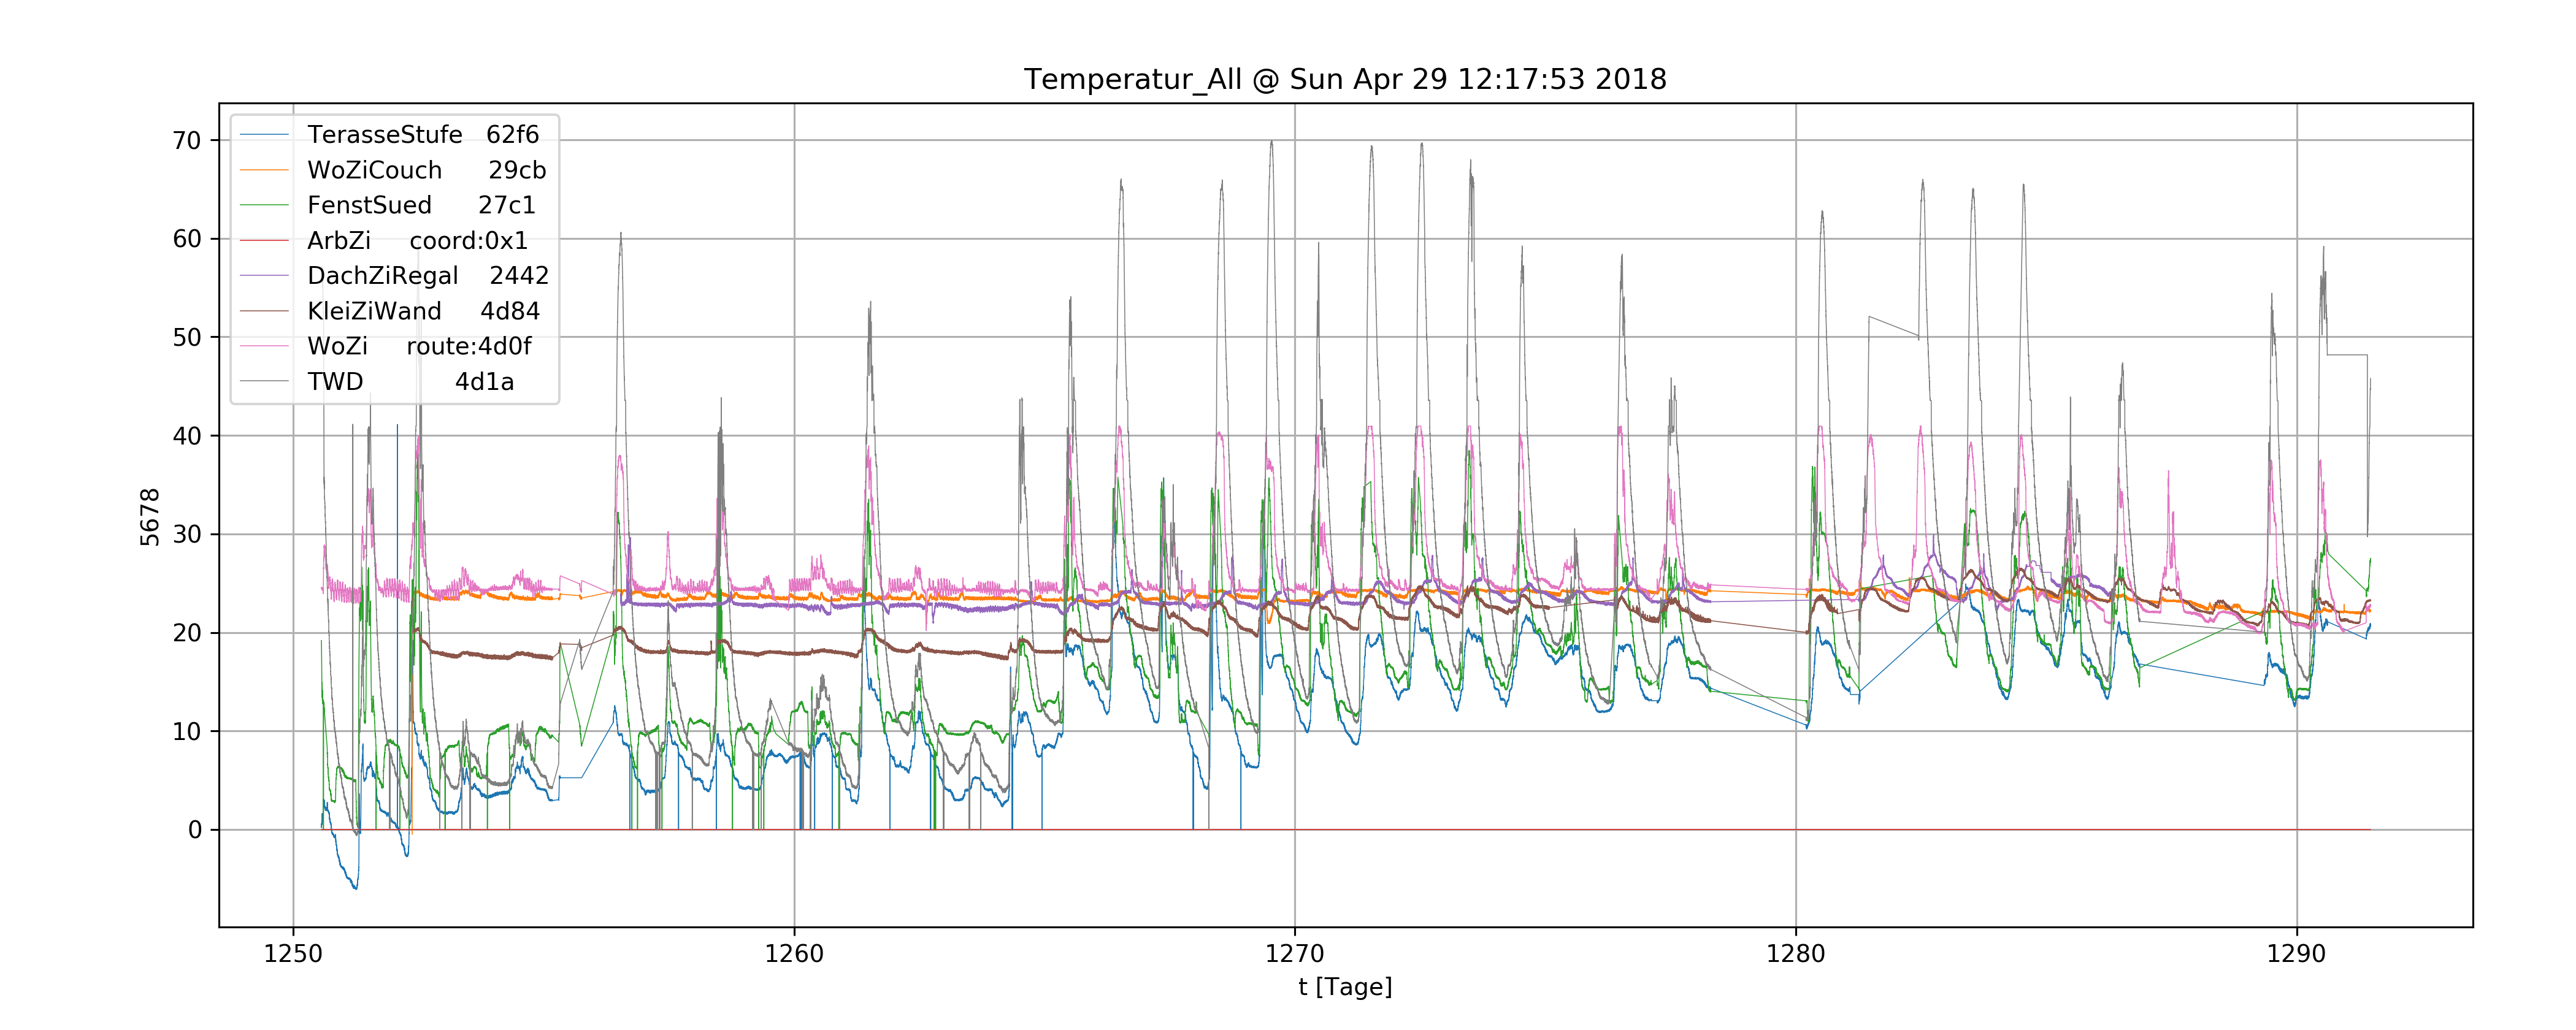 Temperatur_All @ Sun Apr 29 12:17:53 2018
70
60
50
40
30
20
10
0
5678
TerasseStufe 62f6
WoZiCouch 29cb
FenstSued 27c1
ArbZi coord:0x1
DachZiRegal 2442
KleiZiWand 4d84
WoZi route:4d0f
TWD 4d1a
1250 1260 1270 1280 1290
t [Tage]